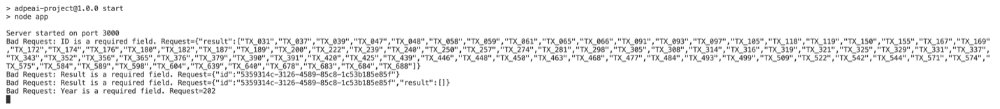 > adpeai-project@1.0.0 start
> node app
Server started on port 3000
Bad Request: ID is a required field. Request={"result":["TX_031","TX_037","TX_039","TX_047","TX_048","TX_058","TX_059","TX_061","TX_065","TX_066","TX_091","TX_093","TX_097","TX_105","TX_118","TX_119","TX_150","TX_155","TX_167","TX_169"
,"TX_172","TX_174","TX_176","TX_180","TX_182","TX_187","TX_189","TX_200","TX_222","TX_239","TX_240","TX_250","TX_257","TX_274","TX_281","TX_298","TX_305","TX_308","TX_314","TX_316","TX_319","TX_321","TX_325","TX_329","TX_331","TX_337",
"TX_343","TX_352","TX_356","TX_365","TX_376","TX_379","TX_390","TX_391","TX_420","TX_425","TX_439","TX_446","TX_448","TX_450","TX_463","TX_468","TX_477","TX_484","TX_493","TX_499","TX_509","TX_522","TX_542","TX_544","TX_571","TX_574","
TX_575","TX_584","TX_589","TX_598","TX_604","TX_639","TX_640","TX_678","TX_683","TX_684","TX_688"]}
Bad Request: Result is a required field. Request={"id":"5359314c-3126-4589-85c8-1c53b185e85f"}
Bad Request: Result is a required field. Request={"id":"5359314c-3126-4589-85c8-1c53b185e85f","result":[]}
Bad Request: Year is a required field. Request=202